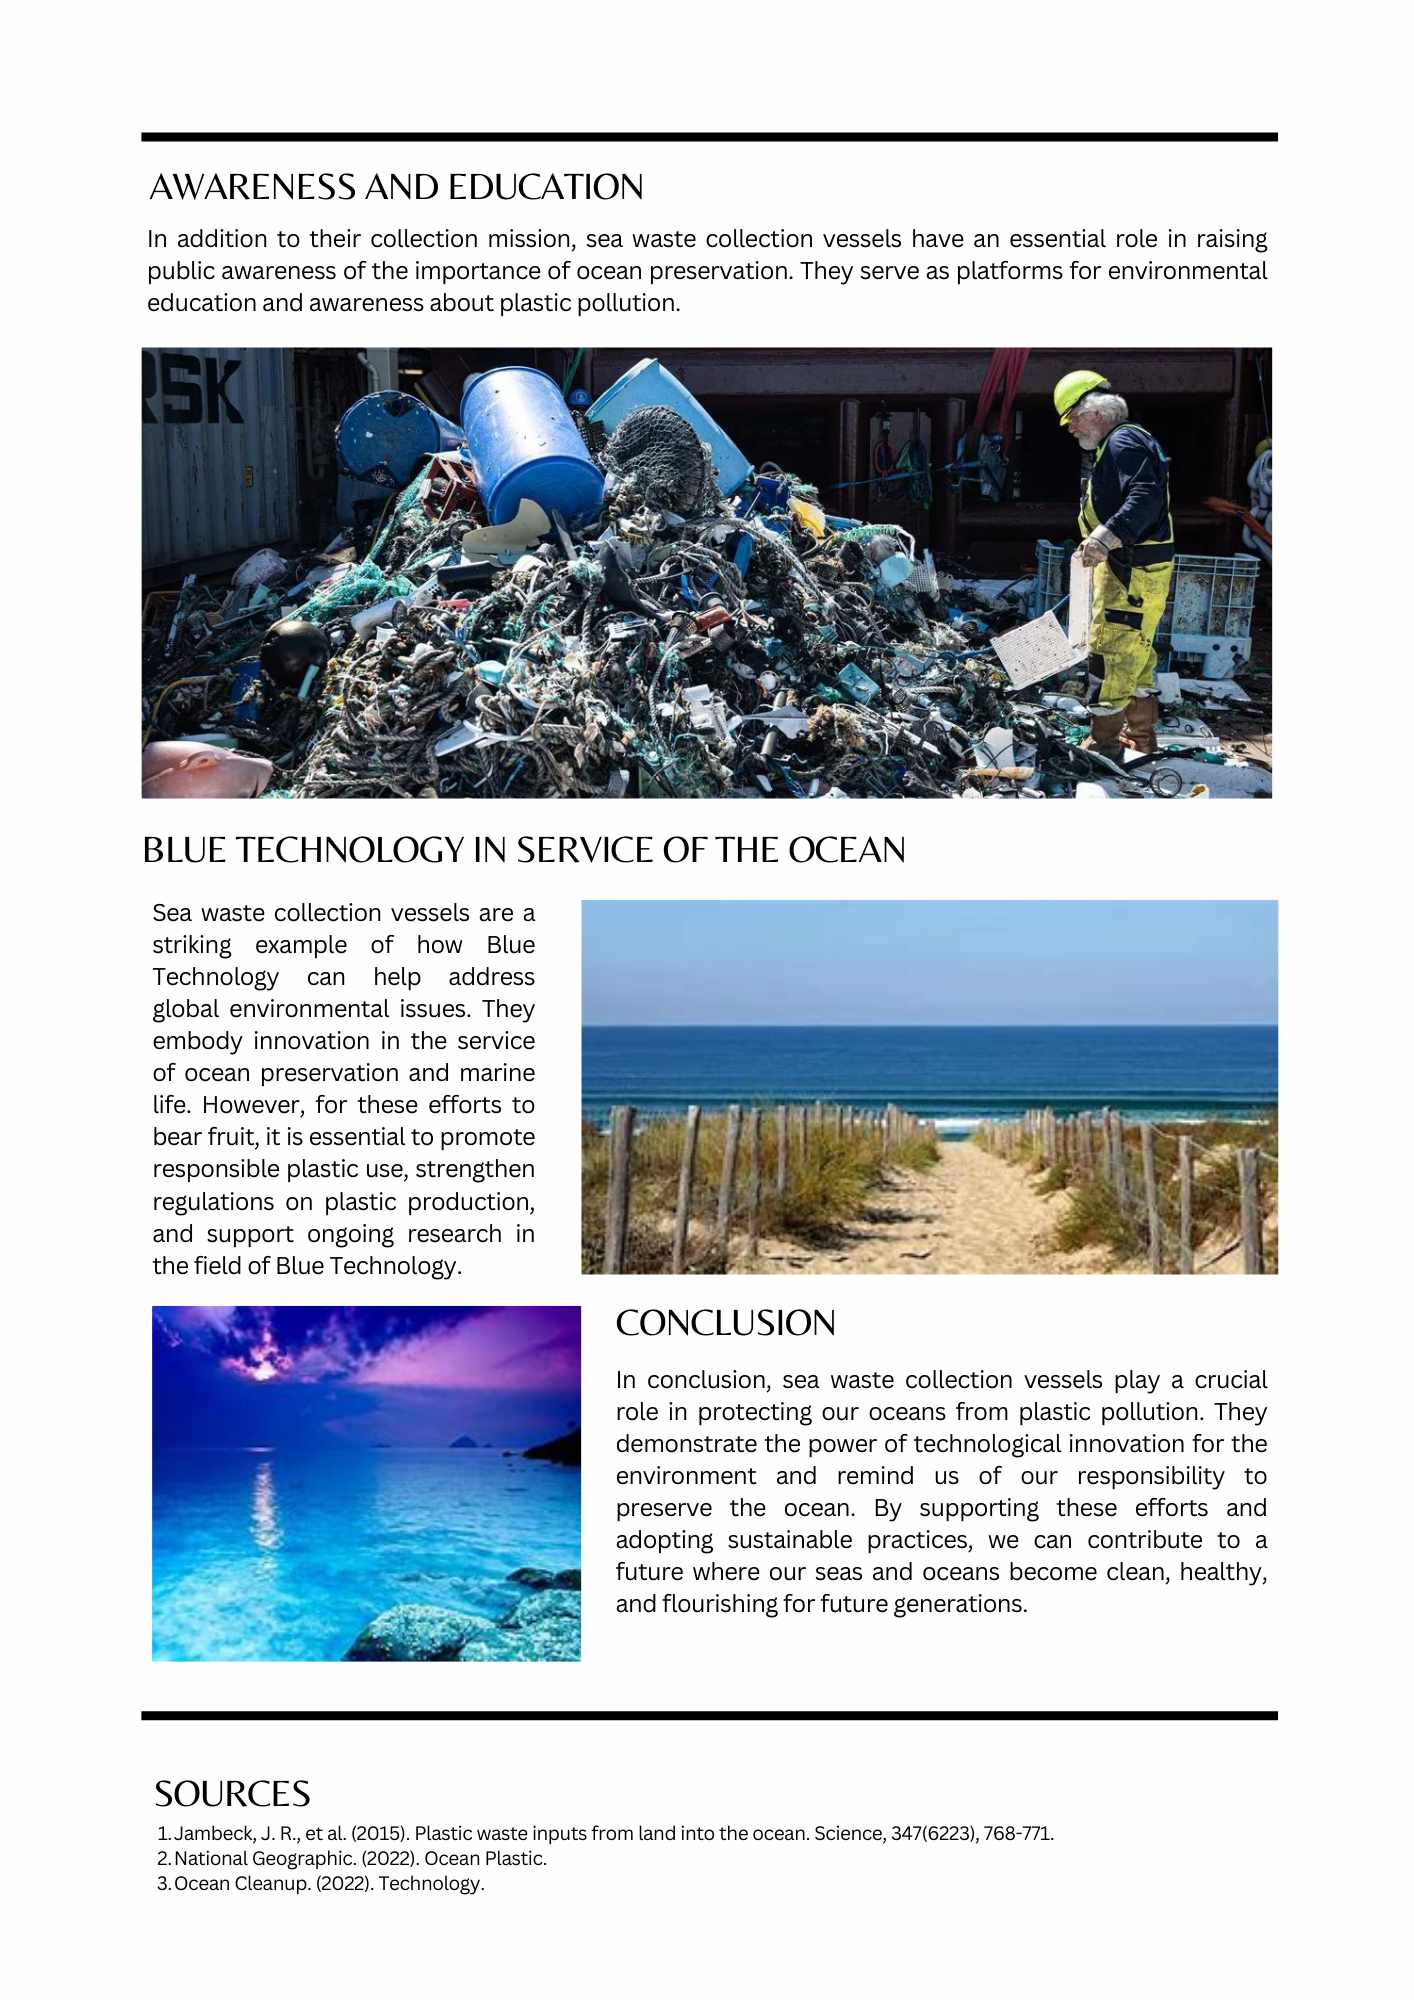 AWARENESS AND EDUCATION
In addition to their collection mission, sea waste collection vessels have an essential role in raising
public awareness of the importance of ocean preservation. They serve as platforms for environmental
education and awareness about plastic pollution.
RSK
BLUE TECHNOLOGY IN SERVICE OF THE OCEAN
Sea waste collection vessels are a
striking example of how Blue
Technology can help address
global environmental issues. They
embody innovation in the service
of ocean preservation and marine
life. However, for these efforts to
bear fruit, it is essential to promote
responsible plastic use, strengthen
regulations on plastic production,
and support ongoing research in
the field of Blue Technology.
CONCLUSION
In conclusion, sea waste collection vessels play a crucial
role in protecting our oceans from plastic pollution. They
demonstrate the power of technological innovation for the
environment and remind us of our responsibility to
preserve the ocean. By supporting these efforts and
adopting sustainable practices, we can contribute to a
future where our seas and oceans become clean, healthy,
and flourishing for future generations.
SOURCES
1. Jambeck, J. R., et al. (2015). Plastic waste inputs from land into the ocean. Science, 347(6223), 768-771.
2. National Geographic. (2022). Ocean Plastic.
3. Ocean Cleanup. (2022). Technology.